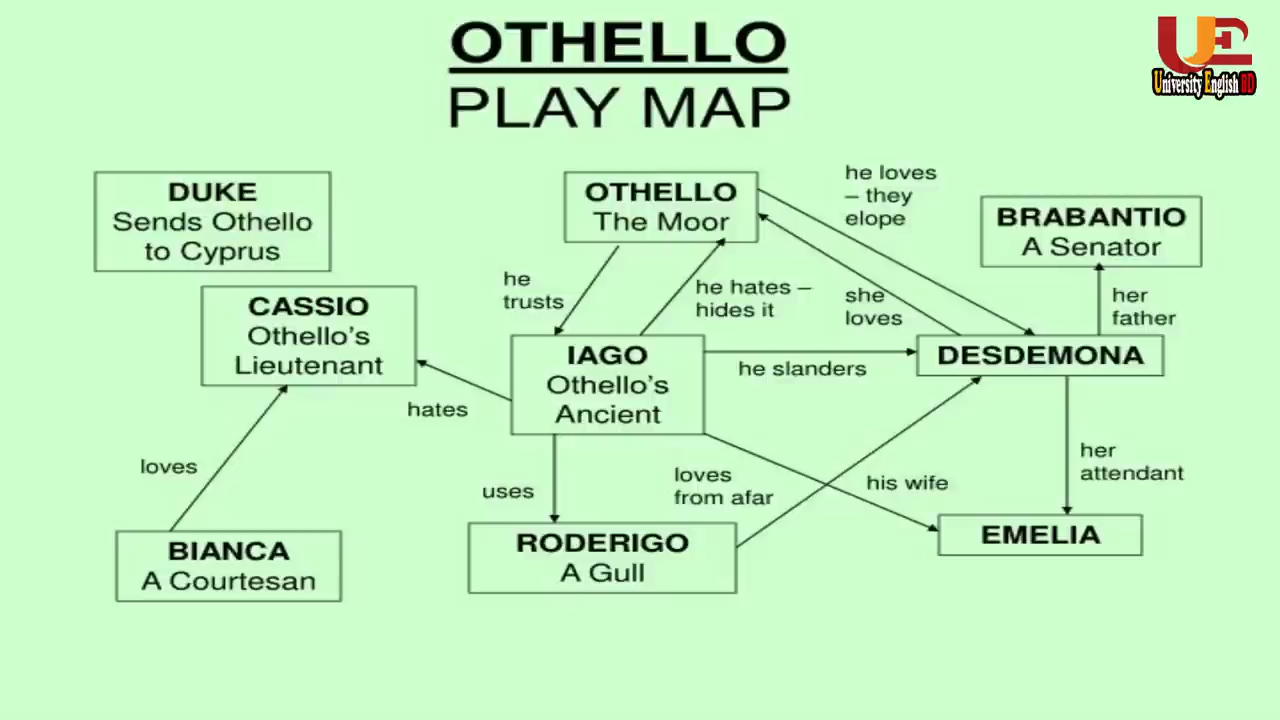 OTHELLO
PLAY MAP
UE
University English BD
DUKE
Sends Othello
to Cyprus
OTHELLO
The Moor
he loves
– they
elope
BRABANTIO
A Senator
he
trusts
he hates –
hides it
she
loves
her
father
CASSIO
Othello's
Lieutenant
IAGO
Othello's
Ancient
he slanders
DESDEMONA
hates
loves
uses
loves
from afar
his wife
her
attendant
BIANCA
A Courtesan
RODERIGO
A Gull
EMELIA